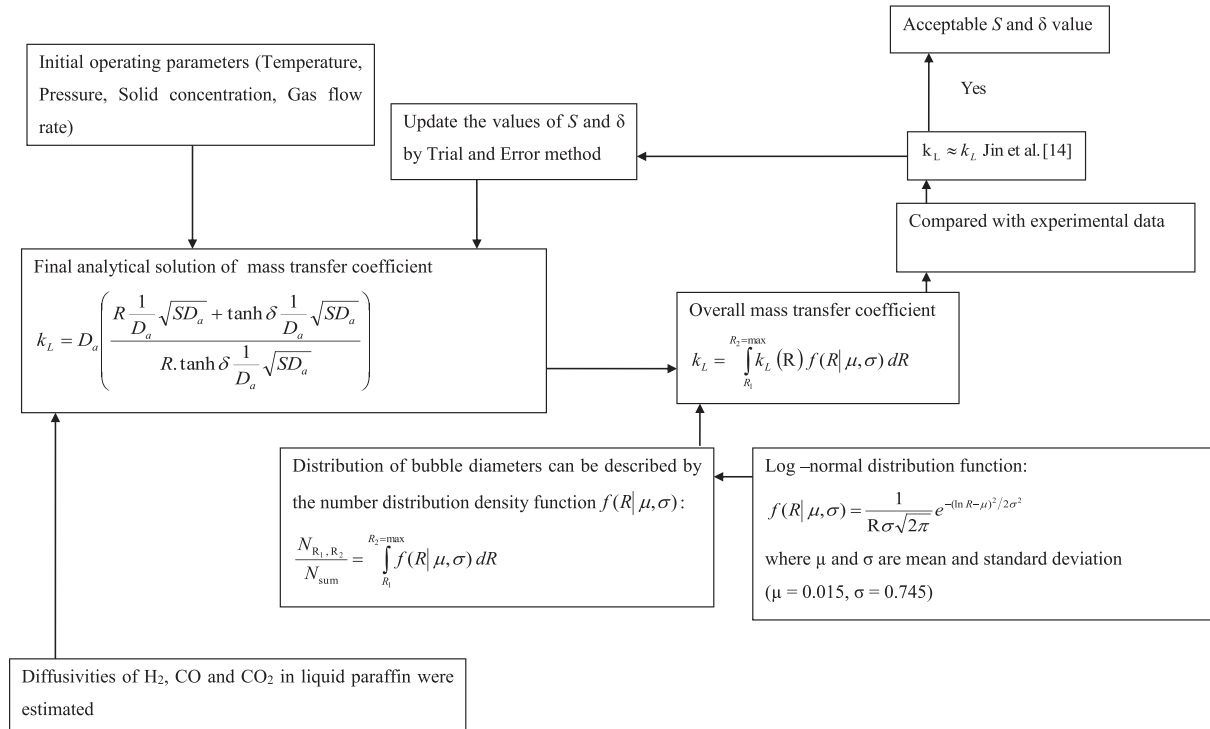 Acceptable S and δ value
Initial operating parameters (Temperature,
Pressure, Solid concentration, Gas flow
rate)
Yes
Update the values of S and δ
by Trial and Error method
k_L ≈ k_L Jin et al.[14]
Compared with experimental data
Final analytical solution of mass transfer coefficient
k_L = D_a ( (R 1/D_a √(SD_a) + tanh δ 1/D_a √(SD_a)) / (R.tanh δ 1/D_a √(SD_a)) )
Overall mass transfer coefficient
k_L = ∫_{R_1}^{R_2=max} k_L (R) f(R| μ,σ) dR
Distribution of bubble diameters can be described by
the number distribution density function f(R| μ,σ):
N_{R_1,R_2} / N_sum = ∫_{R_1}^{R_2=max} f(R| μ,σ) dR
Log –normal distribution function:
f(R| μ,σ) = 1 / (Rσ√(2π)) e^{-(ln R-μ)^2/2σ^2}
where μ and σ are mean and standard deviation
(μ = 0.015, σ = 0.745)
Diffusivities of H₂, CO and CO₂ in liquid paraffin were
estimated